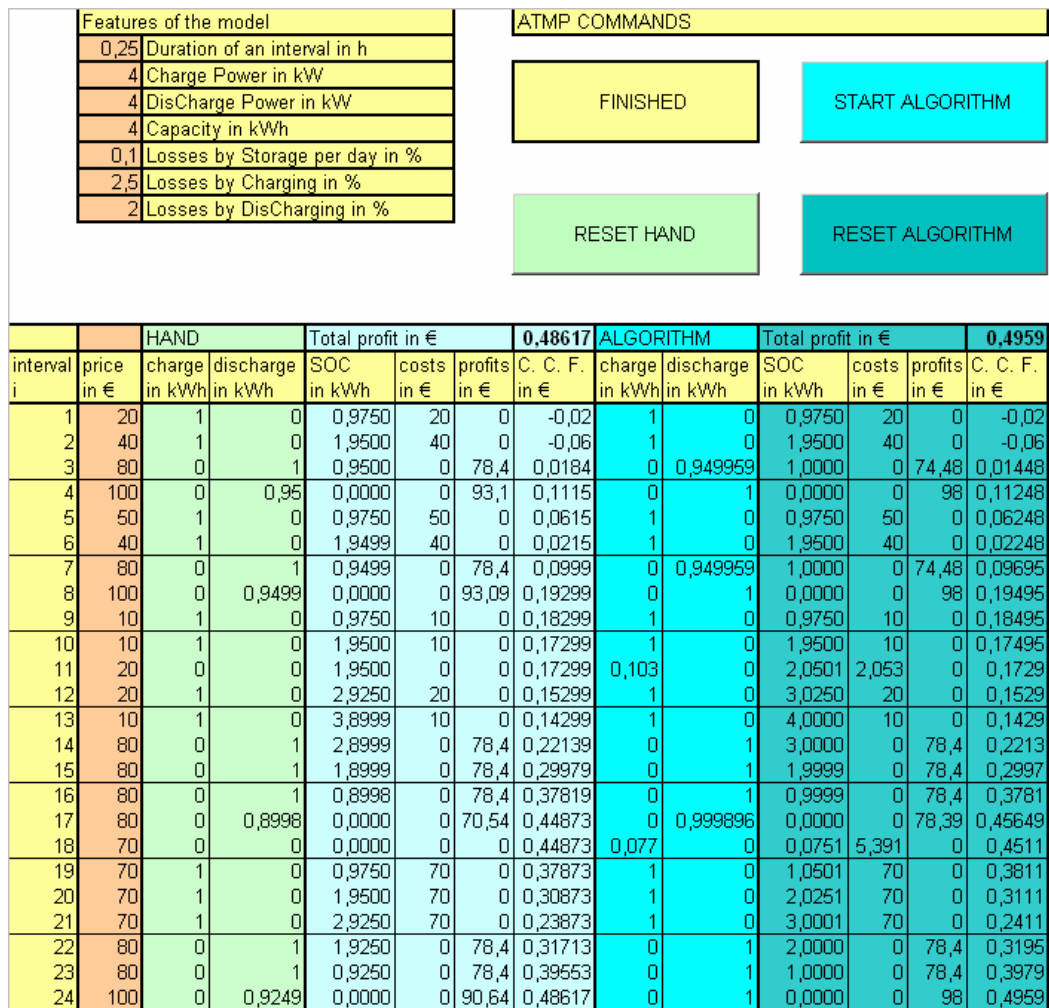 Features of the model
0,25 Duration of an interval in h
4 Charge Power in kW
4 DisCharge Power in kW
4 Capacity in kWh
0,1 Losses by Storage per day in %
2,5 Losses by Charging in %
2 Losses by DisCharging in %
ATMP COMMANDS
FINISHED START ALGORITHM
RESET HAND RESET ALGORITHM
HAND Total profit in € 0,48617 ALGORITHM Total profit in € 0,4959
interval price charge discharge SOC costs profits C. C. F. charge discharge SOC costs profits C. C. F.
i in € in kWh in kWh in kWh in € in € in € in kWh in kWh in kWh in € in € in €
1 20 1 0 0,9750 20 0 -0,02 1 0 0,9750 20 0 -0,02
2 40 1 0 1,9500 40 0 -0,06 1 0 1,9500 40 0 -0,06
3 80 0 1 0,9500 0 78,4 0,0184 0 0,949959 1,0000 0 74,48 0,01448
4 100 0 0,95 0,0000 0 93,1 0,1115 0 1 0,0000 0 98 0,11248
5 50 1 0 0,9750 50 0 0,0615 1 0 0,9750 50 0 0,06248
6 40 1 0 1,9499 40 0 0,0215 1 0 1,9500 40 0 0,02248
7 80 0 1 0,9499 0 78,4 0,0999 0 0,949959 1,0000 0 74,48 0,09695
8 100 0 0,9499 0,0000 0 93,09 0,19299 0 1 0,0000 0 98 0,19495
9 10 1 0 0,9750 10 0 0,18299 1 0 0,9750 10 0 0,18495
10 10 1 0 1,9500 10 0 0,17299 1 0 1,9500 10 0 0,17495
11 20 0 0 1,9500 0 0 0,17299 0,103 0 2,0501 2,053 0 0,1729
12 20 1 0 2,9250 20 0 0,15299 1 0 3,0250 20 0 0,1529
13 10 1 0 3,8999 10 0 0,14299 1 0 4,0000 10 0 0,1429
14 80 0 1 2,8999 0 78,4 0,22139 0 1 3,0000 0 78,4 0,2213
15 80 0 1 1,8999 0 78,4 0,29979 0 1 1,9999 0 78,4 0,2997
16 80 0 1 0,8998 0 78,4 0,37819 0 1 0,9999 0 78,4 0,3781
17 80 0 0,8998 0,0000 0 70,54 0,44873 0 0,999896 0,0000 0 78,39 0,45649
18 70 0 0 0,0000 0 0 0,44873 0,077 0 0,0751 5,391 0 0,4511
19 70 1 0 0,9750 70 0 0,37873 1 0 1,0501 70 0 0,3811
20 70 1 0 1,9500 70 0 0,30873 1 0 2,0251 70 0 0,3111
21 70 1 0 2,9250 70 0 0,23873 1 0 3,0001 70 0 0,2411
22 80 0 1 1,9250 0 78,4 0,31713 0 1 2,0000 0 78,4 0,3195
23 80 0 1 0,9250 0 78,4 0,39553 0 1 1,0000 0 78,4 0,3979
24 100 0 0,9249 0,0000 0 90,64 0,48617 0 1 0,0000 0 98 0,4959